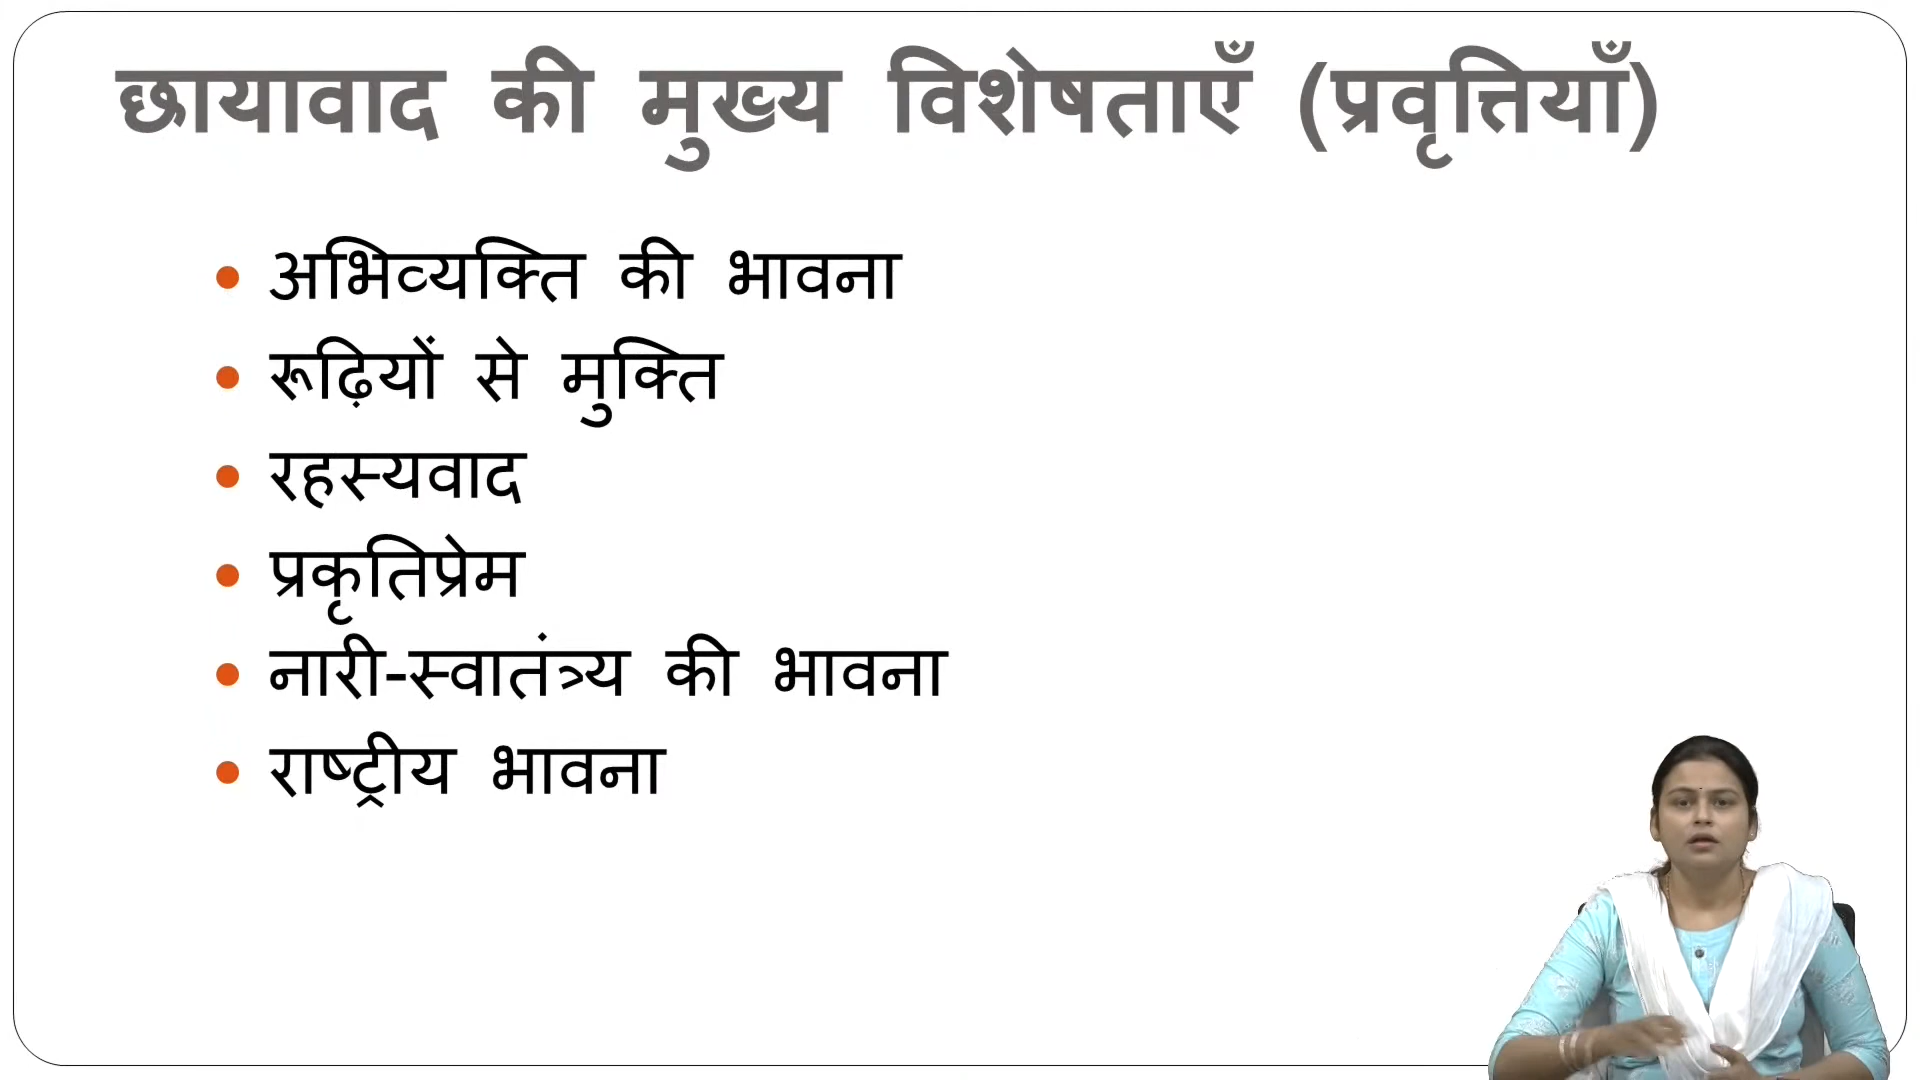 छायावाद की मुख्य विशेषताएँ (प्रवृत्तियाँ)
• अभिव्यक्ति की भावना
• रूढ़ियों से मुक्ति
• रहस्यवाद
• प्रकृतिप्रेम
• नारी-स्वातंत्र्य की भावना
• राष्ट्रीय भावना